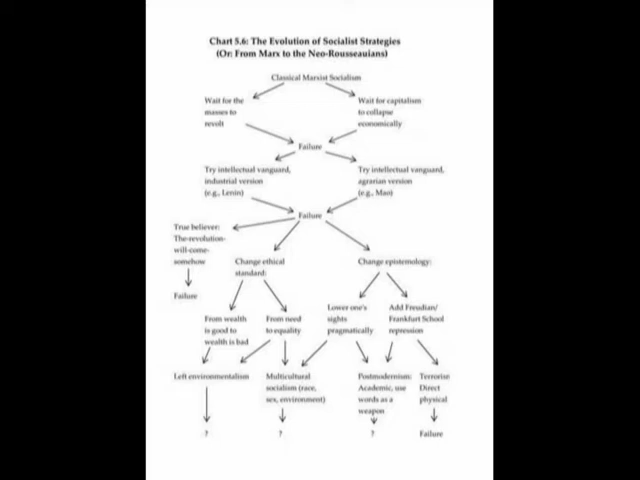 Chart 5.6: The Evolution of Socialist Strategies
(Or: From Marx to the Neo-Rousseauians)
Classical Marxist Socialism
Wait for the
masses to
revolt
Wait for capitalism
to collapse
economically
Failure
Try intellectual vanguard,
industrial version
(e.g., Lenin)
Try intellectual vanguard,
agrarian version
(e.g., Mao)
Failure
True believer:
The-revolution-
will-come-
somehow
Failure
Change ethical
standard:
Change epistemology:
From wealth
is good to
wealth is bad
From need
to equality
Lower one's
sights
pragmatically
Add Freudian/
Frankfurt School
repression
Left environmentalism
Multicultural
socialism (race,
sex, environment)
Postmodernism:
Academic, use
words as a
weapon
Terrorism:
Direct
physical
?
?
?
Failure